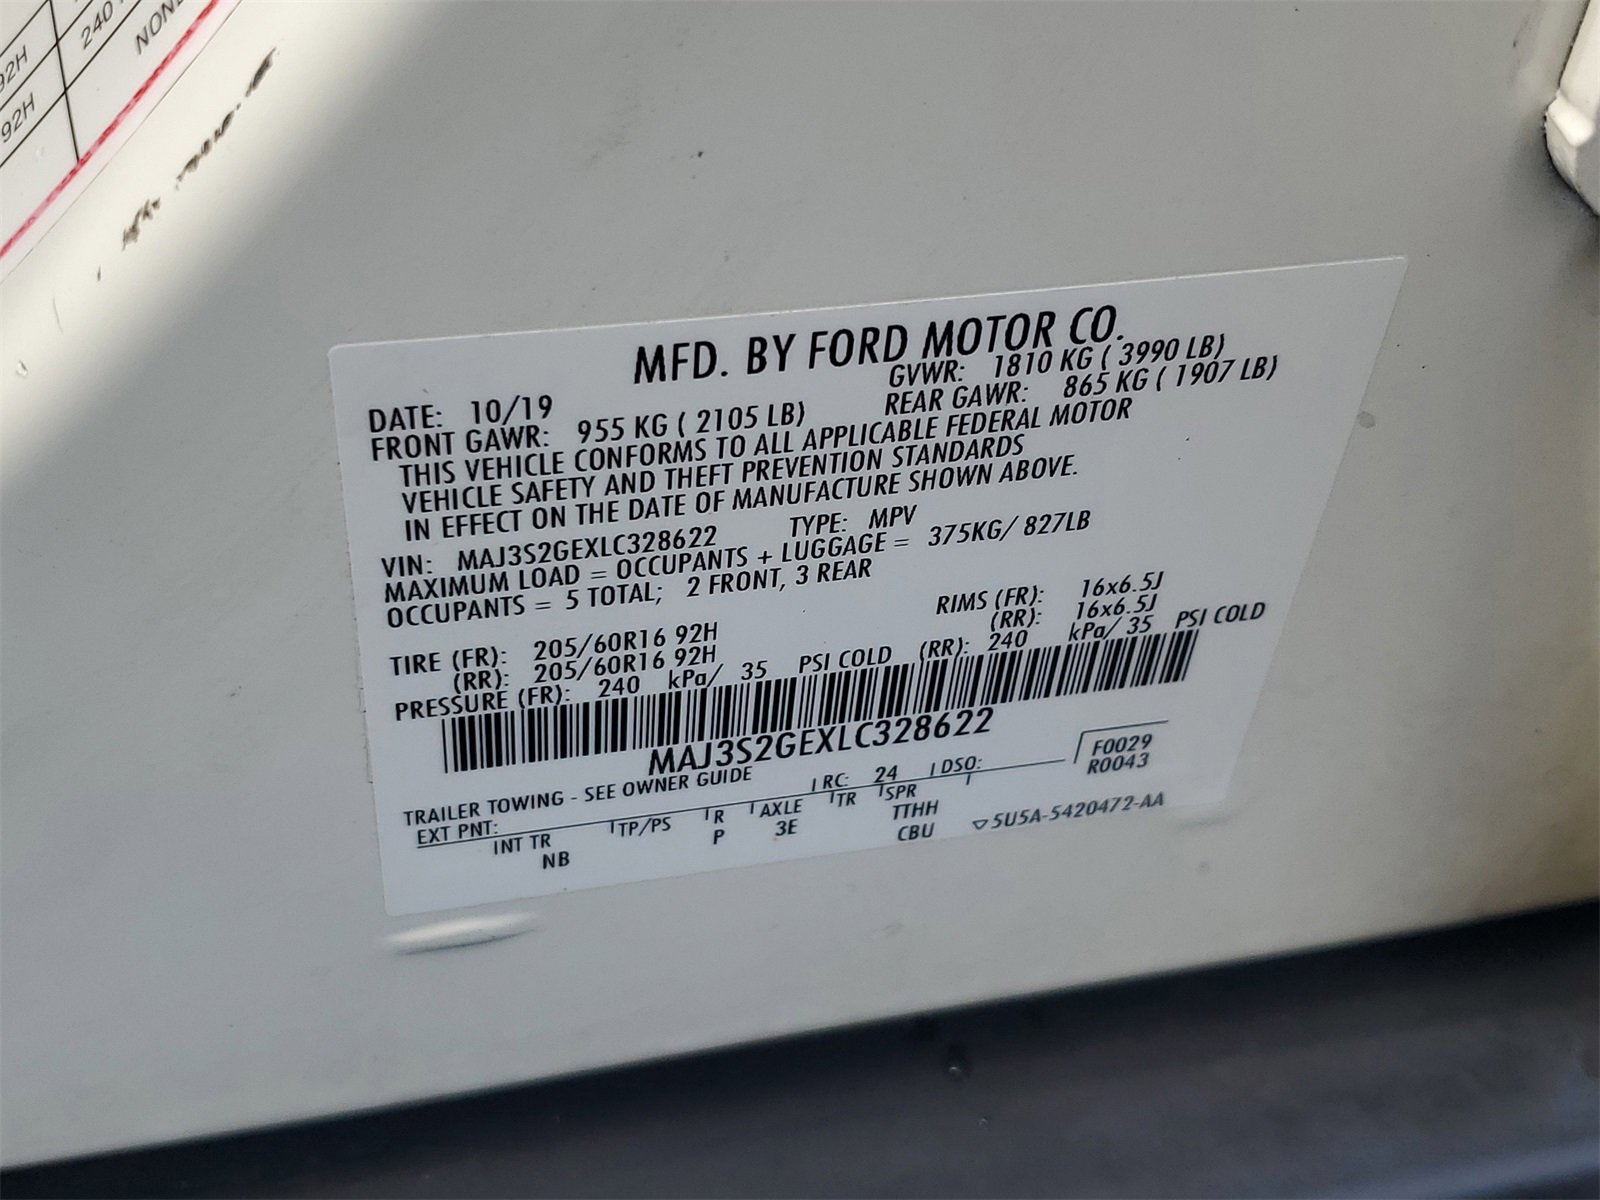 92H
240
NONE
92H
MFD. BY FORD MOTOR CO.
DATE: 10/19 GVWR: 1810 KG ( 3990 LB)
FRONT GAWR: 955 KG ( 2105 LB) REAR GAWR: 865 KG ( 1907 LB)
THIS VEHICLE CONFORMS TO ALL APPLICABLE FEDERAL MOTOR
VEHICLE SAFETY AND THEFT PREVENTION STANDARDS
IN EFFECT ON THE DATE OF MANUFACTURE SHOWN ABOVE.
VIN: MAJ3S2GEXLC328622 TYPE: MPV
MAXIMUM LOAD = OCCUPANTS + LUGGAGE = 375KG/ 827LB
OCCUPANTS = 5 TOTAL; 2 FRONT, 3 REAR
TIRE (FR): 205/60R16 92H RIMS (FR): 16x6.5J
(RR): 205/60R16 92H (RR): 16x6.5J
PRESSURE (FR): 240 kPa/ 35 PSI COLD (RR): 240 kPa/ 35 PSI COLD
MAJ3S2GEXLC328622
TRAILER TOWING - SEE OWNER GUIDE
EXT PNT: RC: 24 DSO: F0029
R0043
INT TR TP/PS R AXLE TR SPR
NB P 3E TTHH
CBU 5U5A-5420472-AA